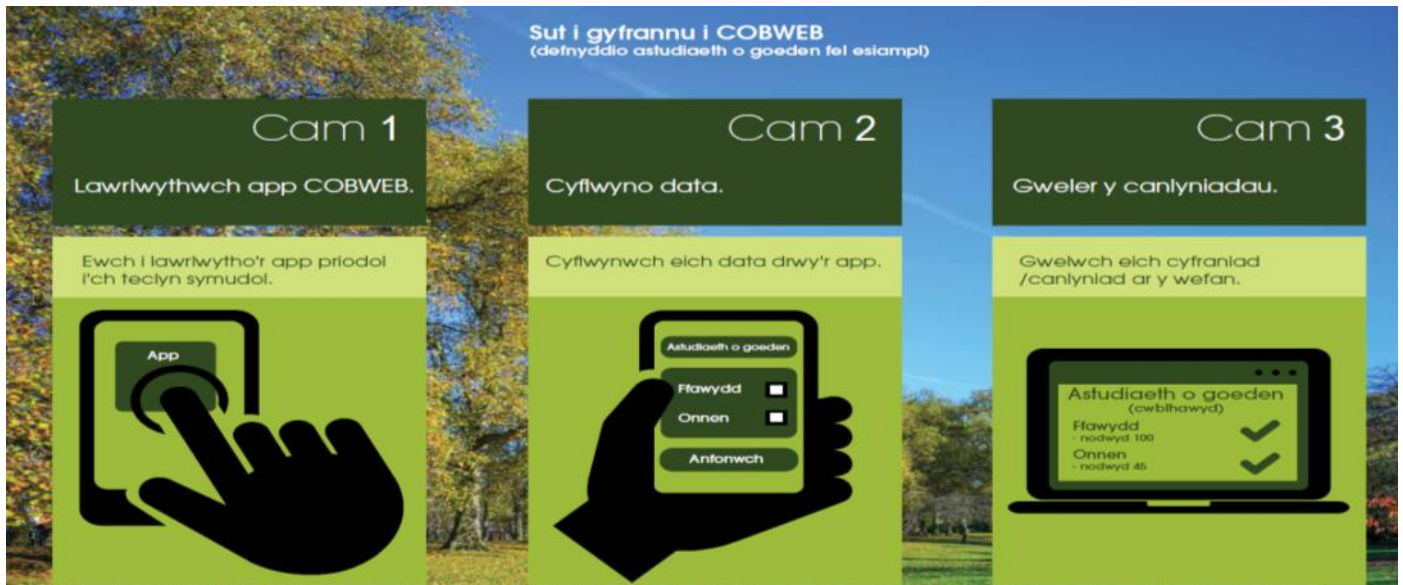 Sut i gyfrannu i COBWEB
(defnyddio astudiaeth o goeden fel esiampl)
Cam 1
Lawrlwythwch app COBWEB.
Ewch i lawrlwytho'r app priodol
i'ch teclyn symudol.
App
Cam 2
Cyflwyno data.
Cyflwynwch eich data drwy'r app.
Astudiaeth o goeden
Ffawydd
Onnen
Anfonwch
Cam 3
Gweler y canlyniadau.
Gwelwch eich cyfraniad
/canlyniad ar y wefan.
Astudiaeth o goeden
(cwblhawyd)
Ffawydd
- nodwyd 100
Onnen
- nodwyd 45